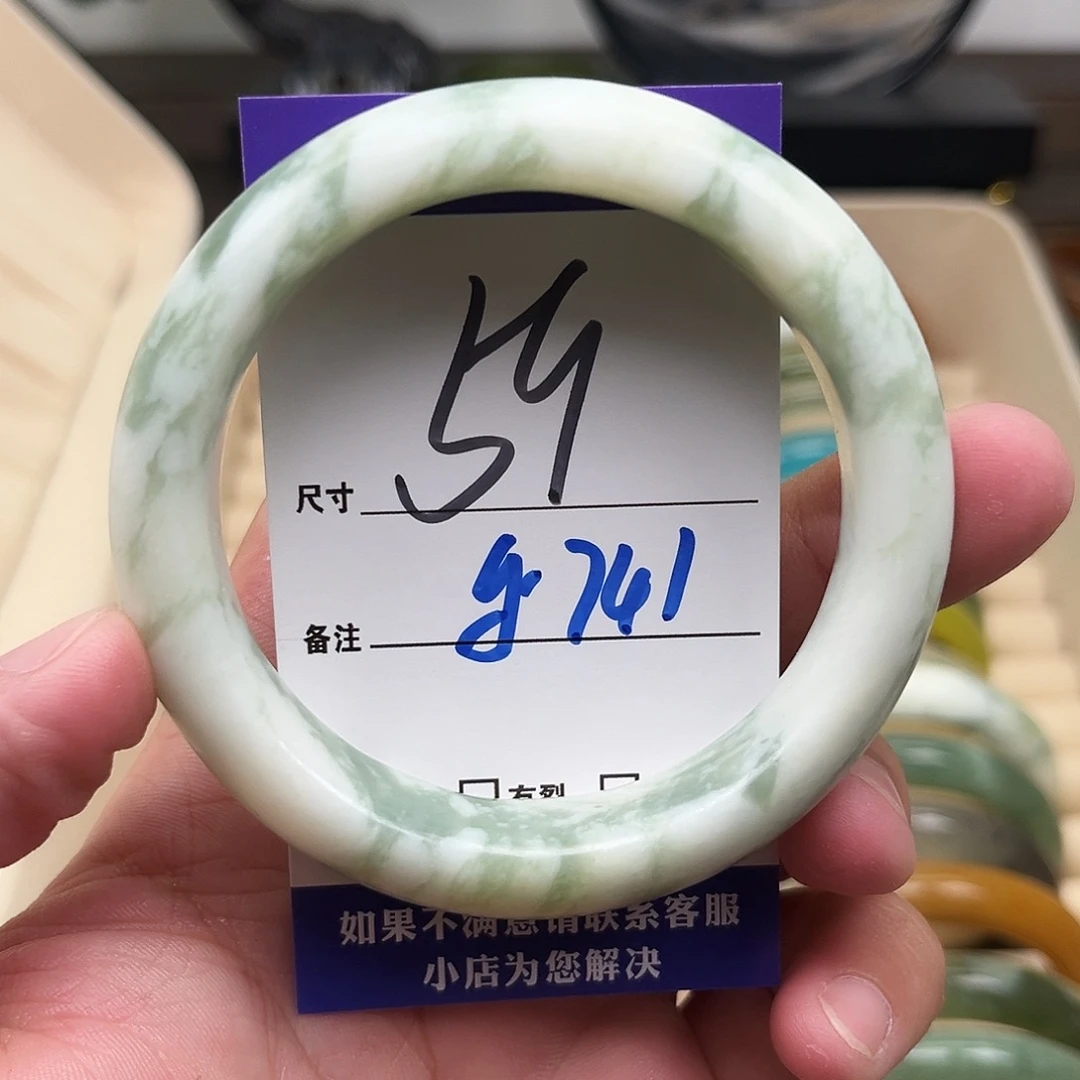 54
尺寸
g 741
备注
有裂
如果不满意请联系客服
小店为您解决